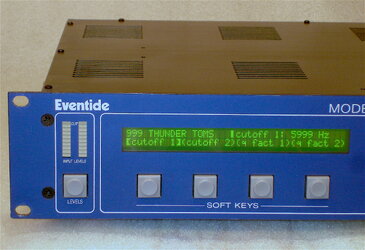 Eventide
MODE
CLIP
999 THUNDER TOMS cutoff 1: 5999 Hz
cutoff 1)(cutoff 2)(q fact 1)(q fact 2)
INPUT LEVELS
LEVELS
SOFT KEYS